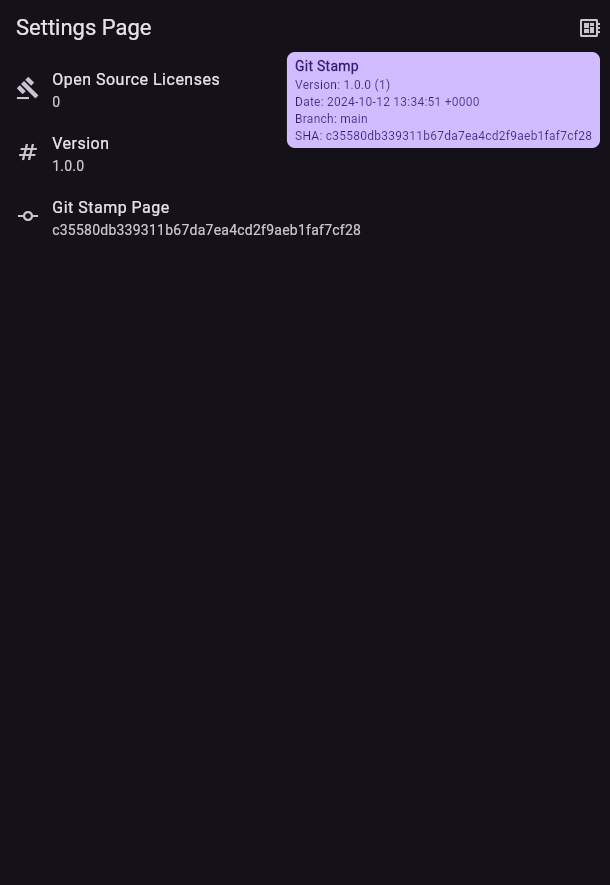 Settings Page
Open Source Licenses
0
Version
1.0.0
Git Stamp Page
c35580db339311b67da7ea4cd2f9aeb1faf7cf28
Git Stamp
Version: 1.0.0 (1)
Date: 2024-10-12 13:34:51 +0000
Branch: main
SHA: c35580db339311b67da7ea4cd2f9aeb1faf7cf28